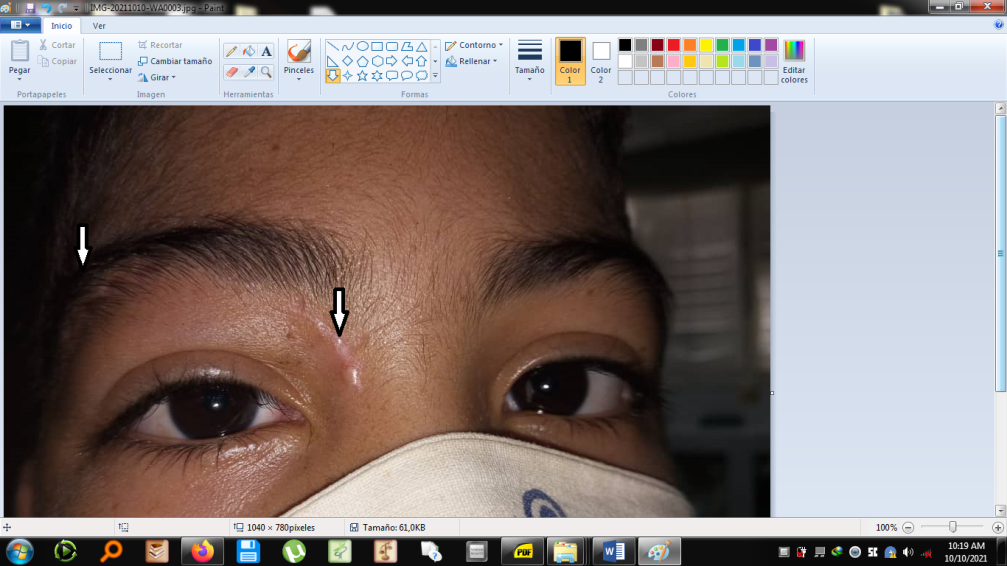 IMG-20211010-WA0003.jpg - Paint
Inicio
Ver
Pegar
Cortar
Copiar
Portapapeles
Seleccionar
Recortar
Cambiar tamaño
Girar
Imagen
A
Herramientas
Pinceles
Contorno
Rellenar
Formas
Tamaño
Color
1
Color
2
Editar
colores
Colores
1040 × 780píxeles
Tamaño: 61,0KB
100%
PDF
W
10:19 AM
10/10/2021